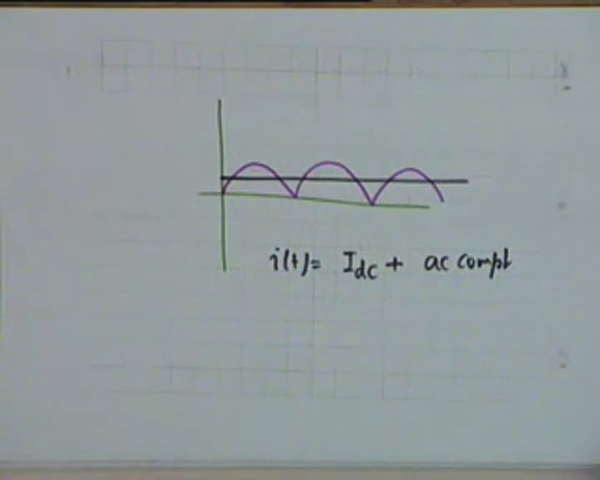 i(t)= Idc + ac compt